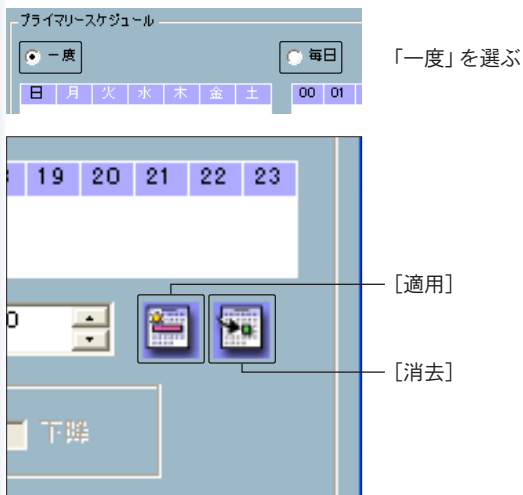 プライマリースケジュール
一度
毎日
「一度」を選ぶ
日 月 火 水 木 金 土
00 01
19 20 21 22 23
[適用]
0
[消去]
下降